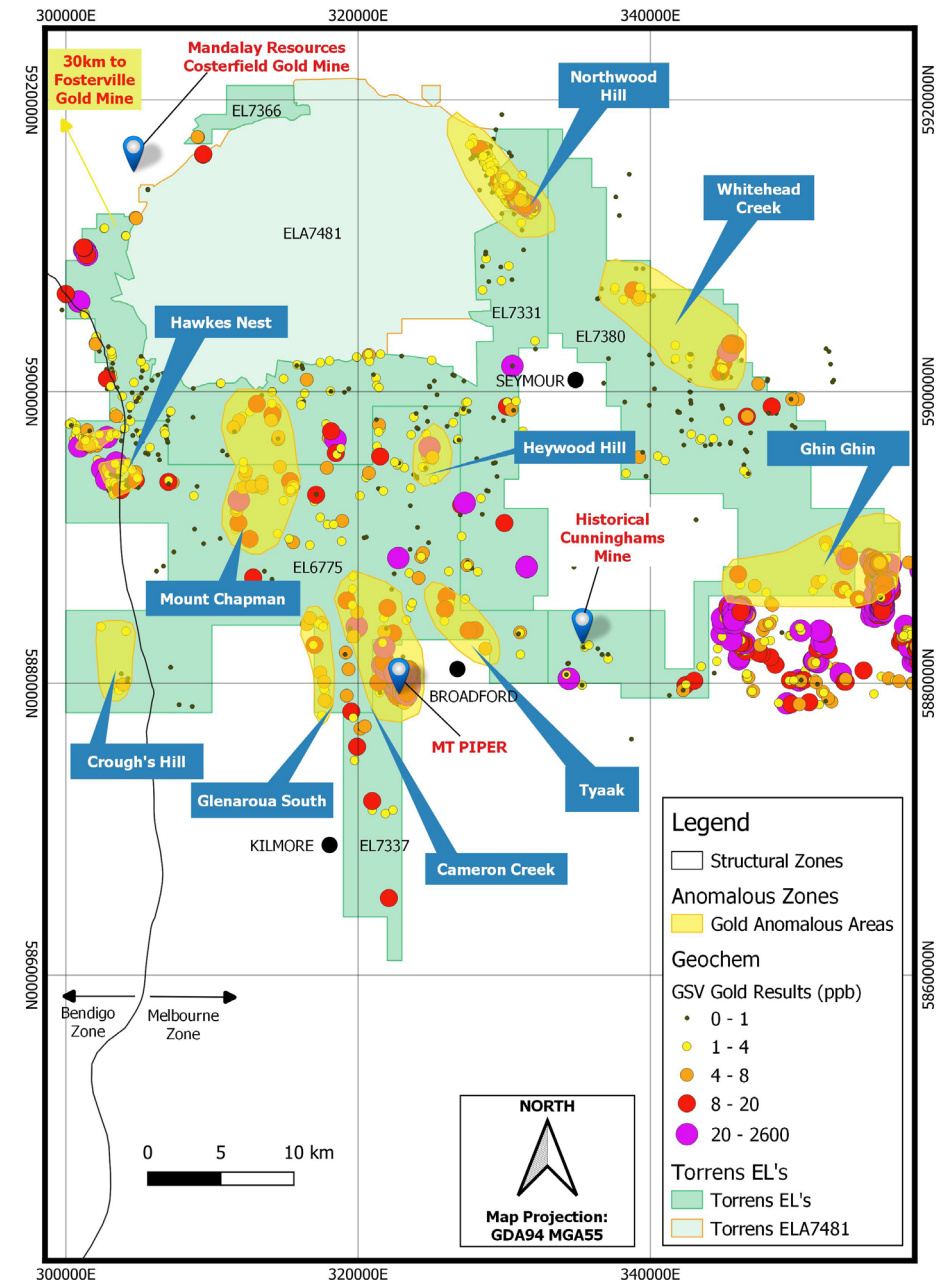 300000E
320000E
340000E
Mandalay Resources
Costerfield Gold Mine
30km to
Fosterville
Gold Mine
Northwood
Hill
5920000N
5920000N
EL7366
Whitehead
Creek
ELA7481
EL7331
Hawkes Nest
EL7380
SEYMOUR
5900000N
5900000N
Heywood Hill
Ghin Ghin
Historical
Cunninghams
Mine
EL6775
Mount Chapman
5880000N
5880000N
BROADFORD
MT PIPER
Crough's Hill
Glenaroua South
Tyaak
KILMORE
EL7337
Cameron Creek
5860000N
5860000N
Bendigo
Zone
Melbourne
Zone
0 5 10 km
NORTH
Map Projection:
GDA94 MGA55
Legend
Structural Zones
Anomalous Zones
Gold Anomalous Areas
Geochem
GSV Gold Results (ppb)
0 - 1
1 - 4
4 - 8
8 - 20
20 - 2600
Torrens EL's
Torrens EL's
Torrens ELA7481
300000E
320000E
340000E